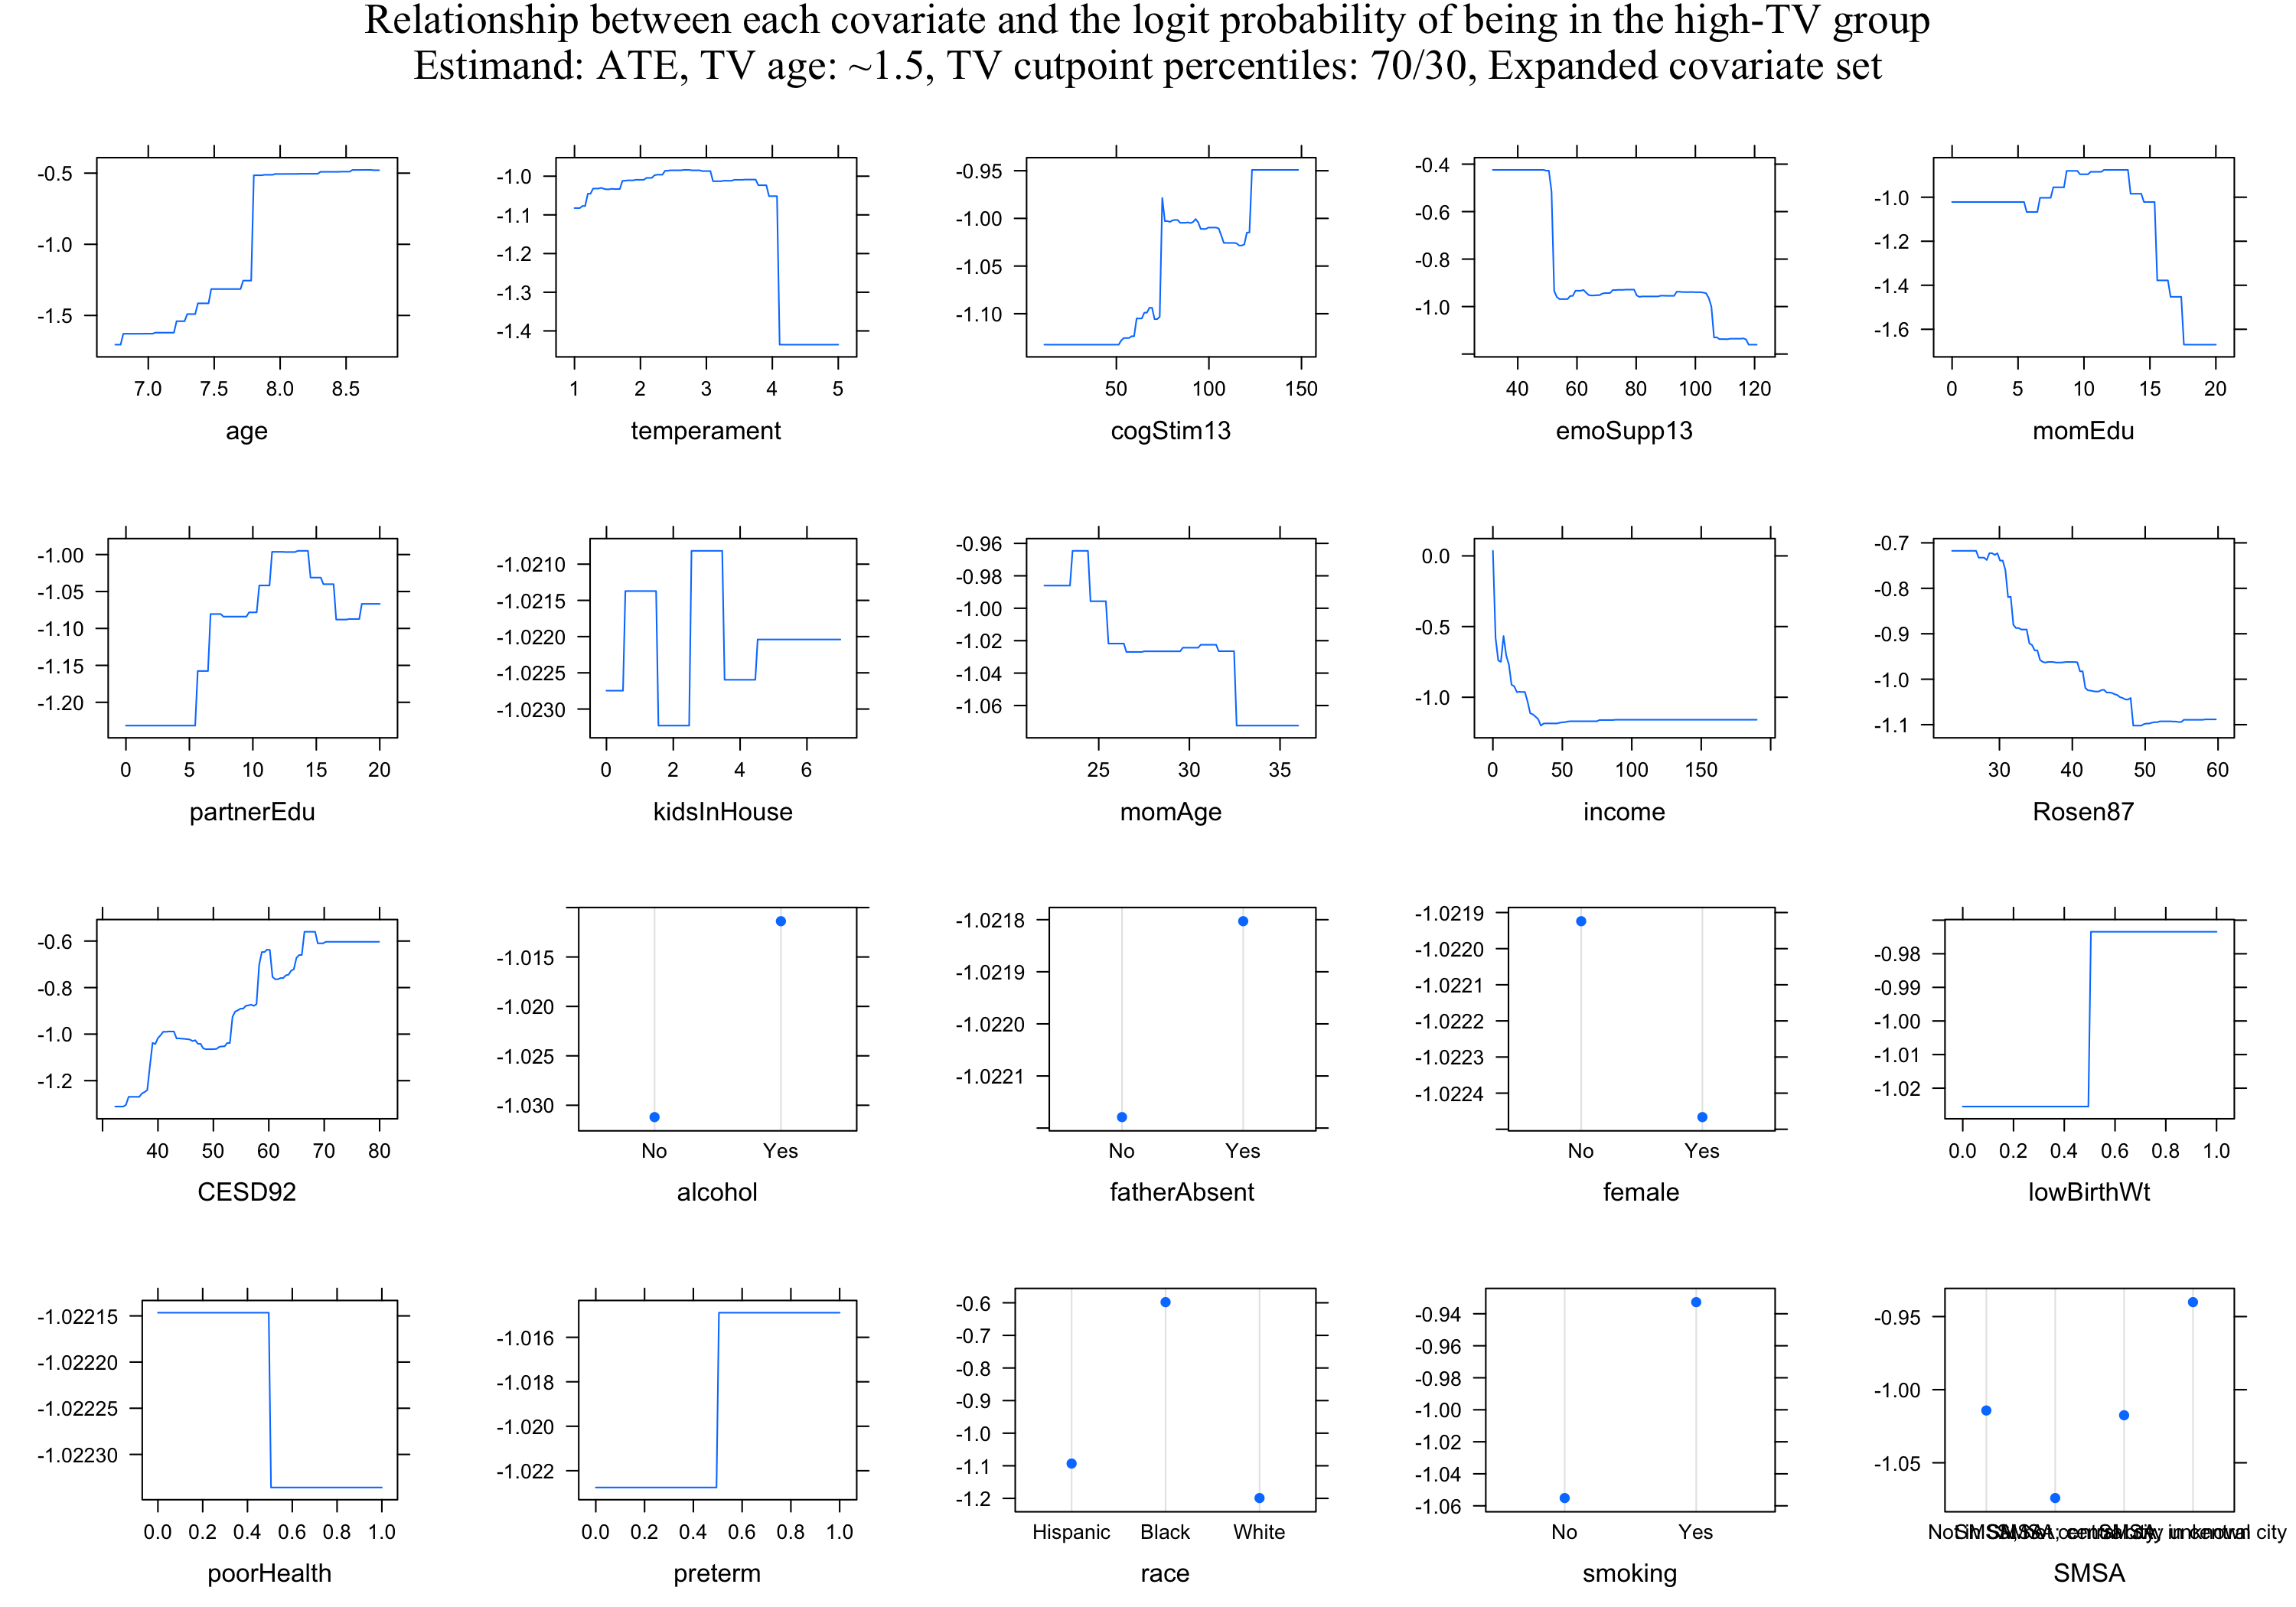 Relationship between each covariate and the logit probability of being in the high-TV group
Estimand: ATE, TV age: ~1.5, TV cutpoint percentiles: 70/30, Expanded covariate set
-0.5
-1.0
-1.5
7.0 7.5 8.0 8.5
age
-1.0
-1.1
-1.2
-1.3
-1.4
1 2 3 4 5
temperament
-0.95
-1.00
-1.05
-1.10
50 100 150
cogStim13
-0.4
-0.6
-0.8
-1.0
40 60 80 100 120
emoSupp13
-1.0
-1.2
-1.4
-1.6
0 5 10 15 20
momEdu
-1.00
-1.05
-1.10
-1.15
-1.20
0 5 10 15 20
partnerEdu
-1.0210
-1.0215
-1.0220
-1.0225
-1.0230
0 2 4 6
kidsInHouse
-0.96
-0.98
-1.00
-1.02
-1.04
-1.06
25 30 35
momAge
0.0
-0.5
-1.0
0 50 100 150
income
-0.7
-0.8
-0.9
-1.0
-1.1
30 40 50 60
Rosen87
-0.6
-0.8
-1.0
-1.2
40 50 60 70 80
CESD92
-1.015
-1.020
-1.025
-1.030
No Yes
alcohol
-1.0218
-1.0219
-1.0220
-1.0221
No Yes
fatherAbsent
-1.0219
-1.0220
-1.0221
-1.0222
-1.0223
-1.0224
No Yes
female
-0.98
-0.99
-1.00
-1.01
-1.02
0.0 0.2 0.4 0.6 0.8 1.0
lowBirthWt
-1.02215
-1.02220
-1.02225
-1.02230
0.0 0.2 0.4 0.6 0.8 1.0
poorHealth
-1.016
-1.018
-1.020
-1.022
0.0 0.2 0.4 0.6 0.8 1.0
preterm
-0.6
-0.7
-0.8
-0.9
-1.0
-1.1
-1.2
Hispanic Black White
race
-0.94
-0.96
-0.98
-1.00
-1.02
-1.04
-1.06
No Yes
smoking
-0.95
-1.00
-1.05
city
SMSA